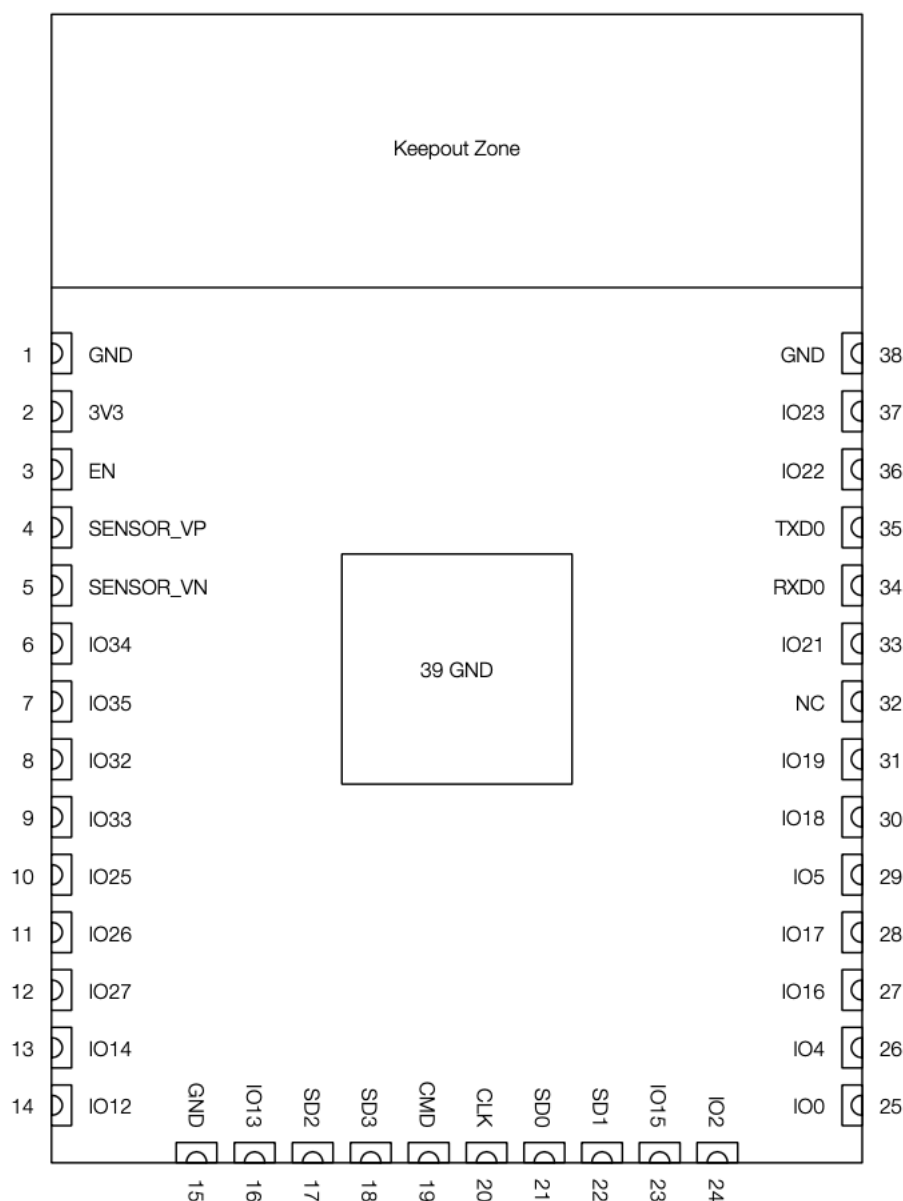 Keepout Zone
1 GND GND 38
2 3V3 IO23 37
3 EN IO22 36
4 SENSOR_VP TXD0 35
5 SENSOR_VN RXD0 34
6 IO34 IO21 33
39 GND
7 IO35 NC 32
8 IO32 IO19 31
9 IO33 IO18 30
10 IO25 IO5 29
11 IO26 IO17 28
12 IO27 IO16 27
13 IO14 IO4 26
14 IO12 IO0 25
GND IO13 SD2 SD3 CMD CLK SD0 SD1 IO15 IO2
15 16 17 18 19 20 21 22 23 24